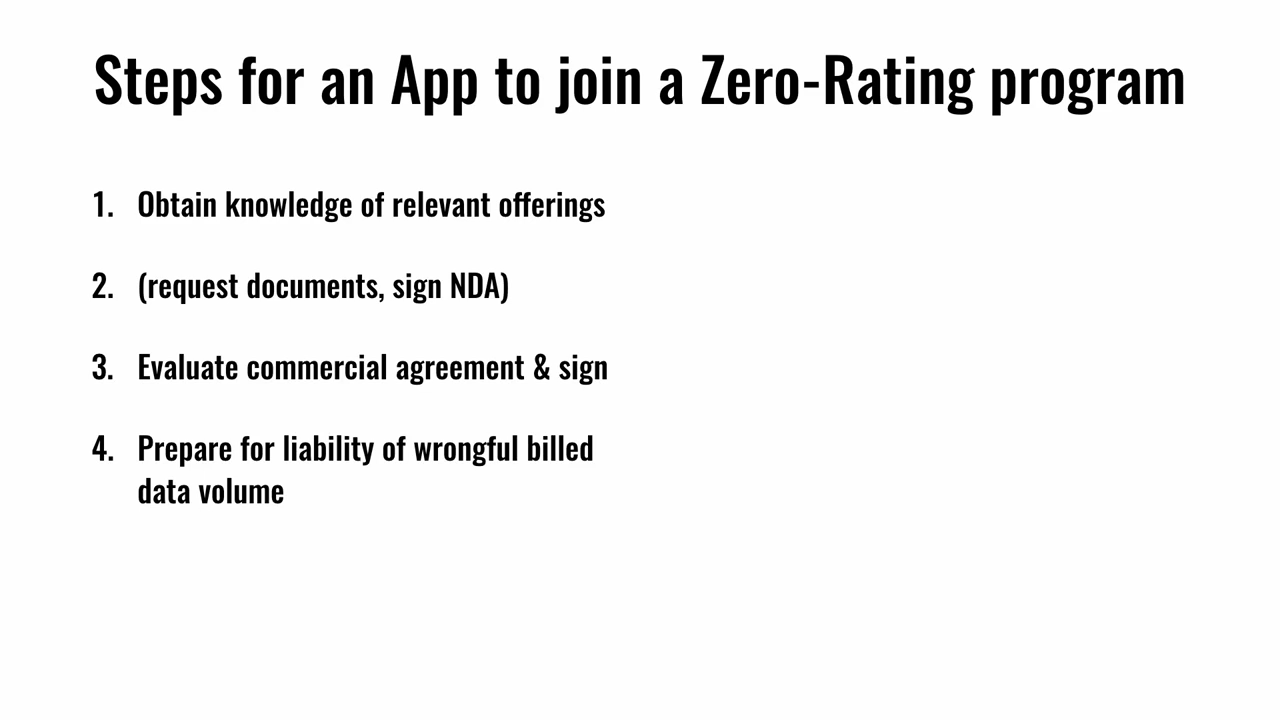 Steps for an App to join a Zero-Rating program
1. Obtain knowledge of relevant offerings
2. (request documents, sign NDA)
3. Evaluate commercial agreement & sign
4. Prepare for liability of wrongful billed
data volume